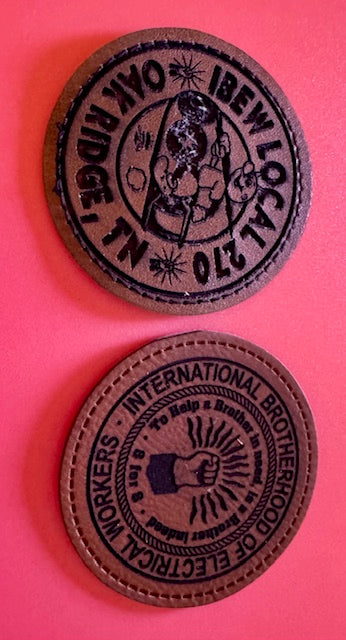 IBEW LOCAL 270
OAK RIDGE, TN
INTERNATIONAL BROTHERHOOD OF ELECTRICAL WORKERS ·
· To Help a Brother in need is a Brother Indeed ·
8 for 8